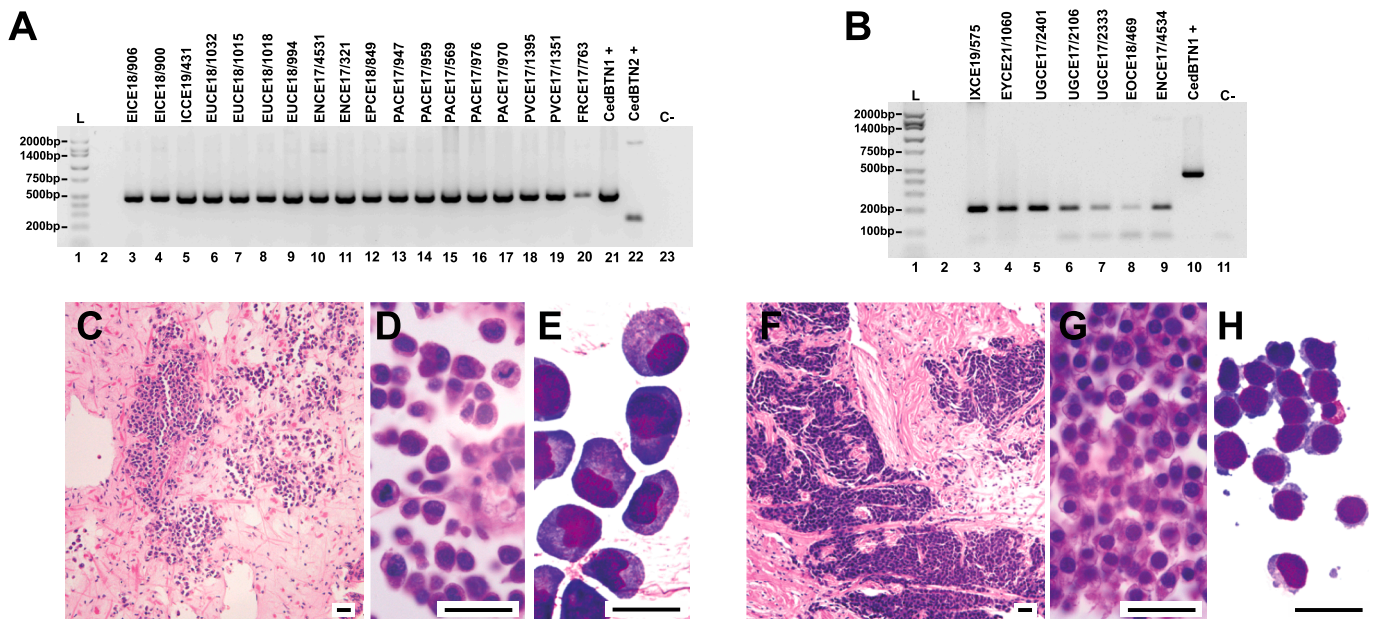 A
L
EICE18/906
EICE18/900
ICCE19/431
EUCE18/1032
EUCE18/1015
EUCE18/1018
EUCE18/994
ENCE17/4531
ENCE17/321
EPCE18/849
PACE17/947
PACE17/959
PACE17/569
PACE17/976
PACE17/970
PVCE17/1395
PVCE17/1351
FRCE17/763
CedBTN1 +
CedBTN2 +
C-
2000bp
1400bp
750bp
500bp
200bp
1 2 3 4 5 6 7 8 9 10 11 12 13 14 15 16 17 18 19 20 21 22 23
B
L
IXCE19/575
EYCE21/1060
UGCE17/2401
UGCE17/2106
UGCE17/2333
EOCE18/469
ENCE17/4534
CedBTN1 +
C-
2000bp
1400bp
750bp
500bp
200bp
100bp
1 2 3 4 5 6 7 8 9 10 11
C
D
E
F
G
H